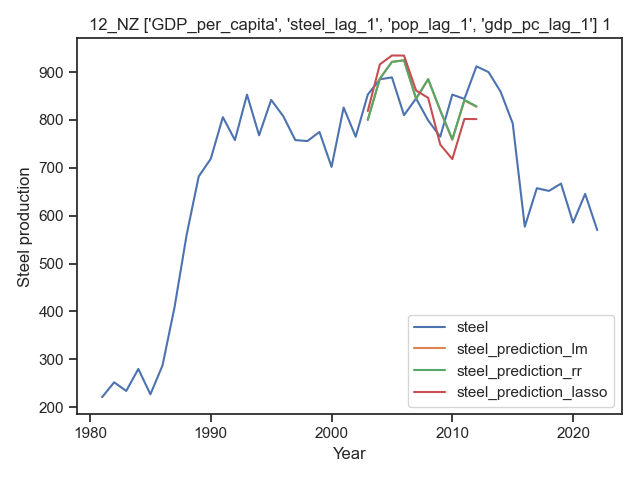 12_NZ ['GDP_per_capita', 'steel_lag_1', 'pop_lag_1', 'gdp_pc_lag_1'] 1
900
800
700
600
500
400
300
200
Steel production
1980
1990
2000
2010
2020
Year
steel
steel_prediction_lm
steel_prediction_rr
steel_prediction_lasso